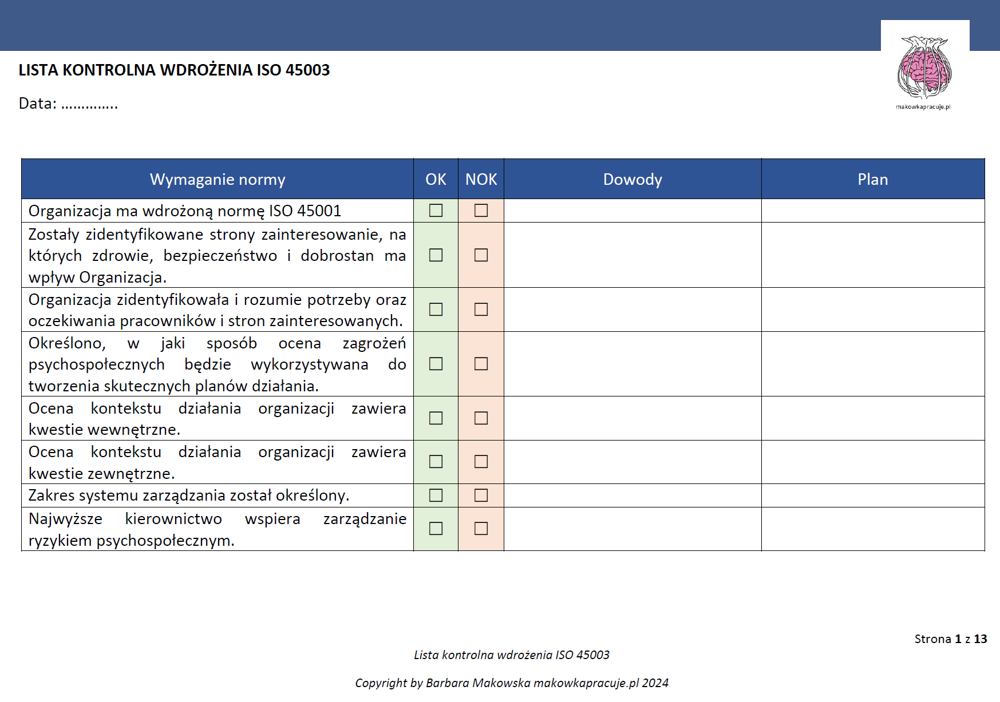 makowkapracuje.pl
LISTA KONTROLNA WDROŻENIA ISO 45003
Data: ..............
Wymaganie normy OK NOK Dowody Plan
Organizacja ma wdrożoną normę ISO 45001 ☐ ☐
Zostały zidentyfikowane strony zainteresowanie, na
których zdrowie, bezpieczeństwo i dobrostan ma ☐ ☐
wpływ Organizacja.
Organizacja zidentyfikowała i rozumie potrzeby oraz ☐ ☐
oczekiwania pracowników i stron zainteresowanych.
Określono, w jaki sposób ocena zagrożeń
psychospołecznych będzie wykorzystywana do ☐ ☐
tworzenia skutecznych planów działania.
Ocena kontekstu działania organizacji zawiera ☐ ☐
kwestie wewnętrzne.
Ocena kontekstu działania organizacji zawiera ☐ ☐
kwestie zewnętrzne.
Zakres systemu zarządzania został określony. ☐ ☐
Najwyższe kierownictwo wspiera zarządzanie ☐ ☐
ryzykiem psychospołecznym.
Strona 1 z 13
Lista kontrolna wdrożenia ISO 45003
Copyright by Barbara Makowska makowkapracuje.pl 2024